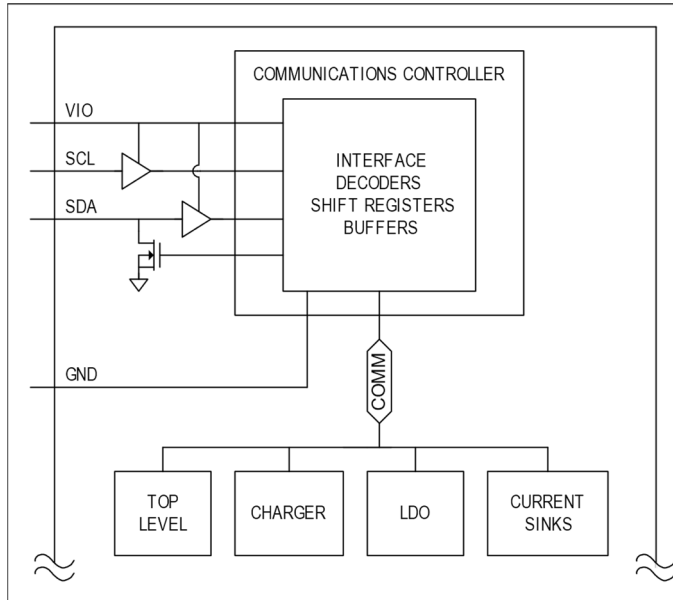 COMMUNICATIONS CONTROLLER
VIO
SCL
SDA
INTERFACE
DECODERS
SHIFT REGISTERS
BUFFERS
GND
COMM
TOP
LEVEL
CHARGER
LDO
CURRENT
SINKS